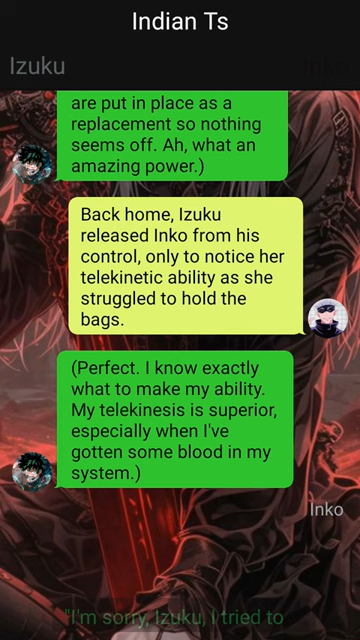 Indian Ts
Izuku
Inko
are put in place as a
replacement so nothing
seems off. Ah, what an
amazing power.)
Back home, Izuku
released Inko from his
control, only to notice her
telekinetic ability as she
struggled to hold the
bags.
(Perfect. I know exactly
what to make my ability.
My telekinesis is superior,
especially when I've
gotten some blood in my
system.)
Inko
"I'm sorry, Izuku, I tried to